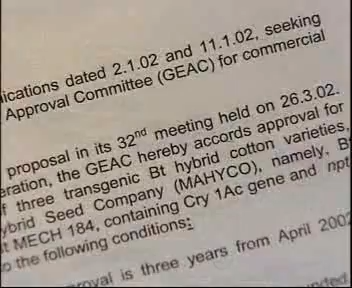 ications dated 2.1.02 and 11.1.02, seeking
Approval Committee (GEAC) for commercial
proposal in its 32nd meeting held on 26.3.02.
eration, the GEAC hereby accords approval for
f three transgenic Bt hybrid cotton varieties,
ybrid Seed Company (MAHYCO), namely, B
t MECH 184, containing Cry 1Ac gene and npt
o the following conditions:
roval is three years from April 2002
nded.